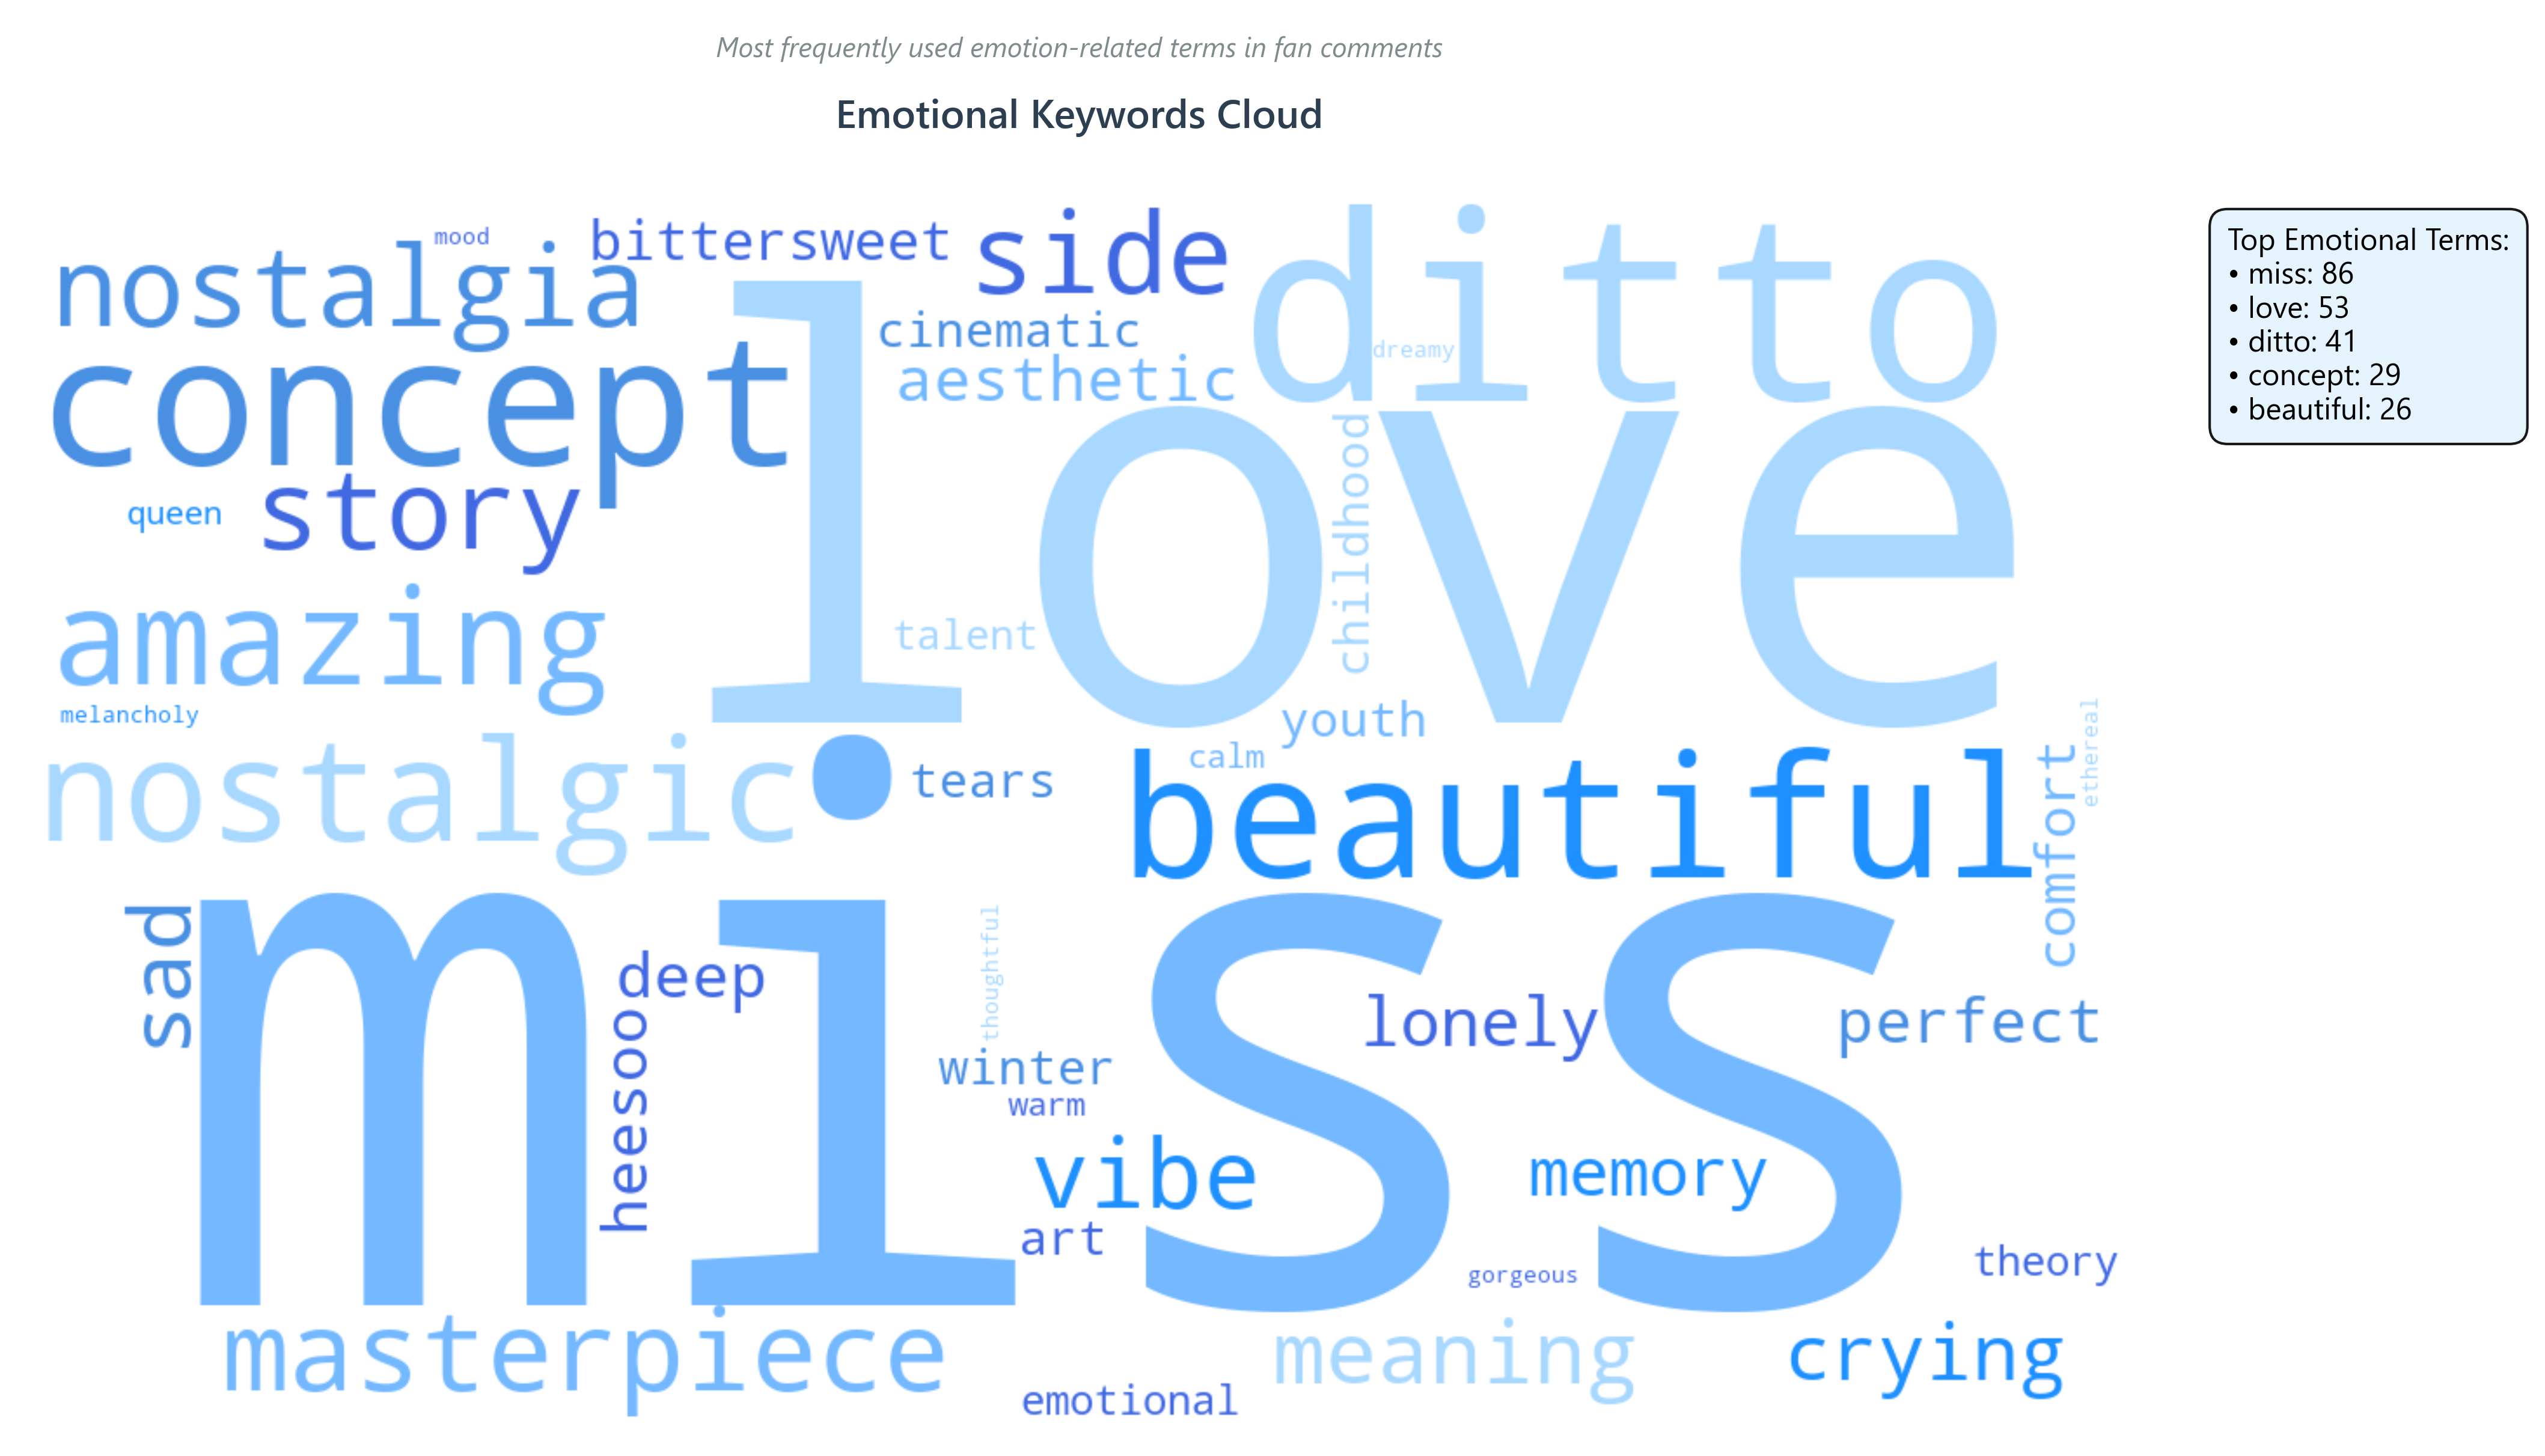 Most frequently used emotion-related terms in fan comments
Emotional Keywords Cloud
mood
bittersweet
side
ditto
nostalgia
cinematic
dreamy
aesthetic
concept
love
childhood
queen
story
amazing
talent
melancholy
youth
calm
ethereal
nostalgic
tears
beautiful
comfort
sad
miss
deep
thoughtful
lonely
perfect
heesoo
winter
warm
vibe
memory
art
gorgeous
theory
masterpiece
meaning
crying
emotional
Top Emotional Terms:
• miss: 86
• love: 53
• ditto: 41
• concept: 29
• beautiful: 26